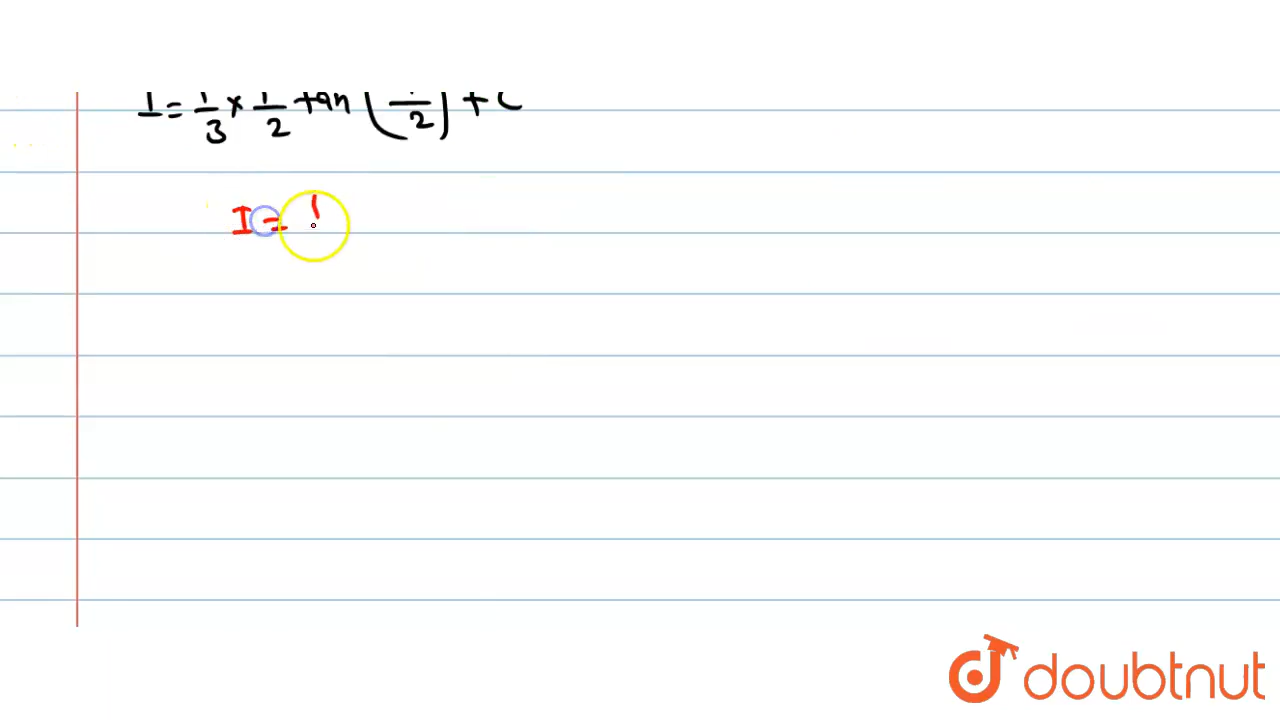 I = 1/3 × 1/2 tan ( /2) + C
I = 1
doubtnut